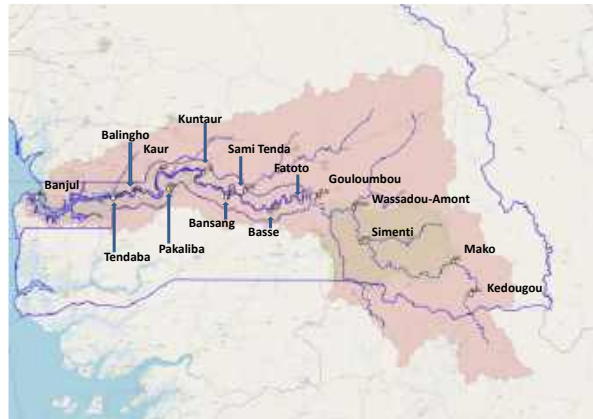 Kuntaur
Balingho
Kaur
Sami Tenda
Fatoto
Gouloumbou
Banjul
Wassadou-Amont
Bansang
Basse
Simenti
Pakaliba
Tendaba
Mako
Kedougou